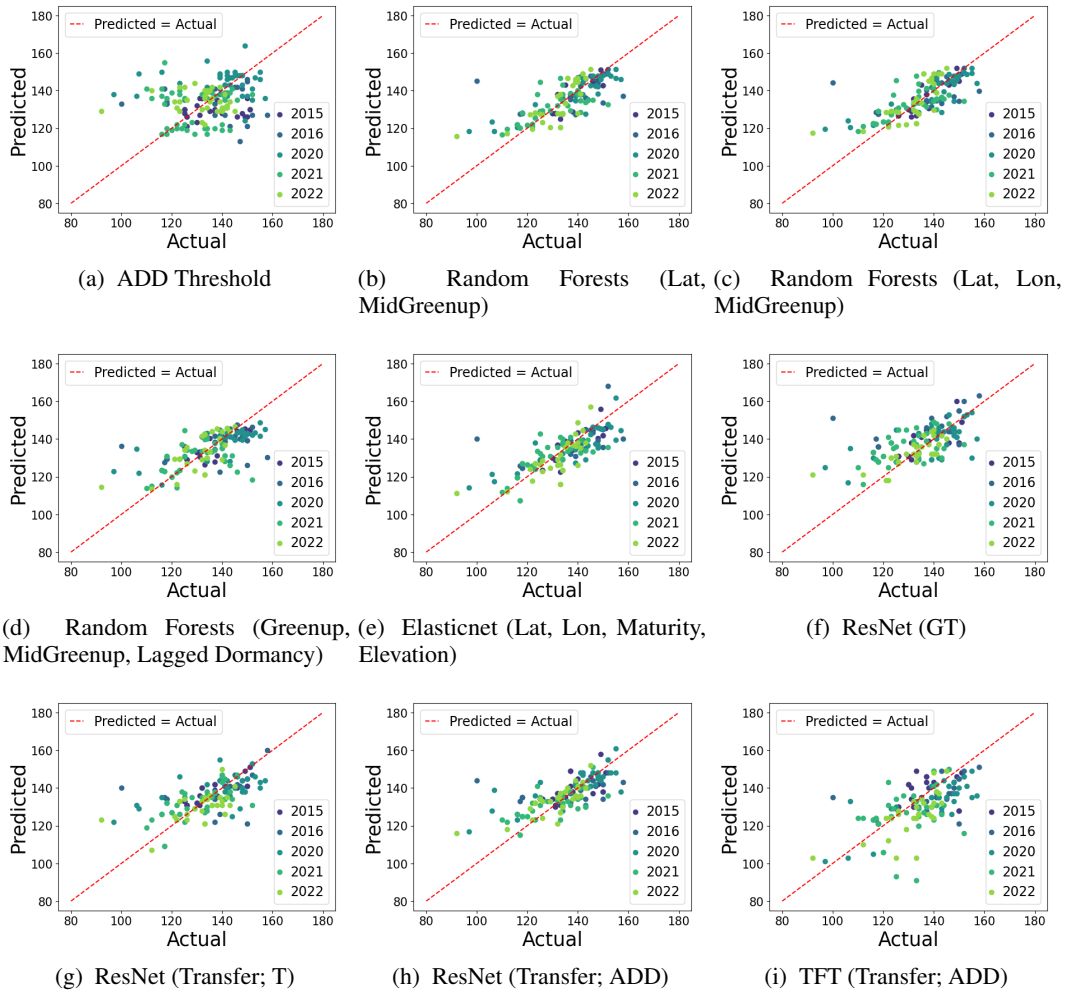 180
160
140
120
100
80
Predicted
Predicted = Actual
2015
2016
2020
2021
2022
80 100 120 140 160 180
Actual
(a) ADD Threshold
180
160
140
120
100
80
Predicted
Predicted = Actual
2015
2016
2020
2021
2022
80 100 120 140 160 180
Actual
(b) Random Forests (Lat,
MidGreenup)
180
160
140
120
100
80
Predicted
Predicted = Actual
2015
2016
2020
2021
2022
80 100 120 140 160 180
Actual
(c) Random Forests (Lat, Lon,
MidGreenup)
180
160
140
120
100
80
Predicted
Predicted = Actual
2015
2016
2020
2021
2022
80 100 120 140 160 180
Actual
(d) Random Forests (Greenup,
MidGreenup, Lagged Dormancy)
180
160
140
120
100
80
Predicted
Predicted = Actual
2015
2016
2020
2021
2022
80 100 120 140 160 180
Actual
(e) Elasticnet (Lat, Lon, Maturity,
Elevation)
180
160
140
120
100
80
Predicted
Predicted = Actual
2015
2016
2020
2021
2022
80 100 120 140 160 180
Actual
(f) ResNet (GT)
180
160
140
120
100
80
Predicted
Predicted = Actual
2015
2016
2020
2021
2022
80 100 120 140 160 180
Actual
(g) ResNet (Transfer; T)
180
160
140
120
100
80
Predicted
Predicted = Actual
2015
2016
2020
2021
2022
80 100 120 140 160 180
Actual
(h) ResNet (Transfer; ADD)
180
160
140
120
100
80
Predicted
Predicted = Actual
2015
2016
2020
2021
2022
80 100 120 140 160 180
Actual
(i) TFT (Transfer; ADD)